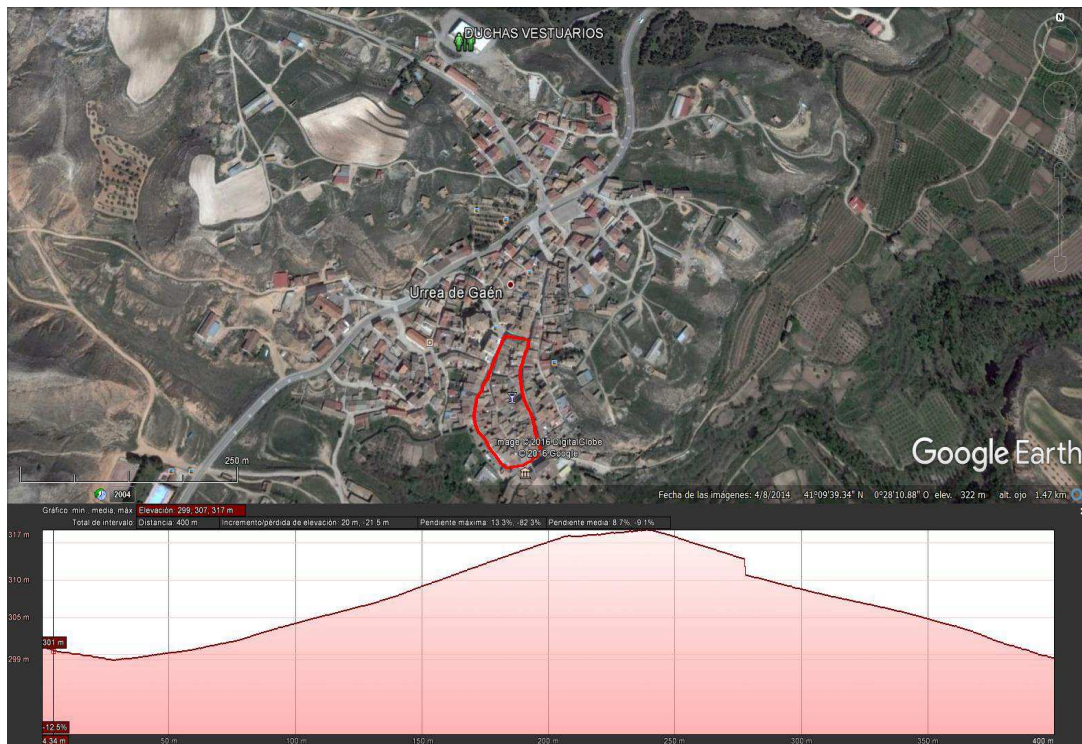 DUCHAS VESTUARIOS
N
Urrea de Gaén
Image © 2016 DigitalGlobe
© 2016 Google
Google Earth
250 m
2004
Fecha de las imágenes: 4/8/2014 41°09'39.34" N 0°28'10.88" O elev. 322 m alt. ojo 1.47 km
Gráfico: mín., media, máx. Elevación: 299, 307, 317 m
Total de intervalo: Distancia: 400 m Incremento/pérdida de elevación: 20 m, -21.5 m Pendiente máxima: 13.3%, -82.3% Pendiente media: 8.7%, -9.1%
317 m
310 m
305 m
301 m
299 m
-12.5%
4.34 m 50 m 100 m 150 m 200 m 250 m 300 m 350 m 400 m